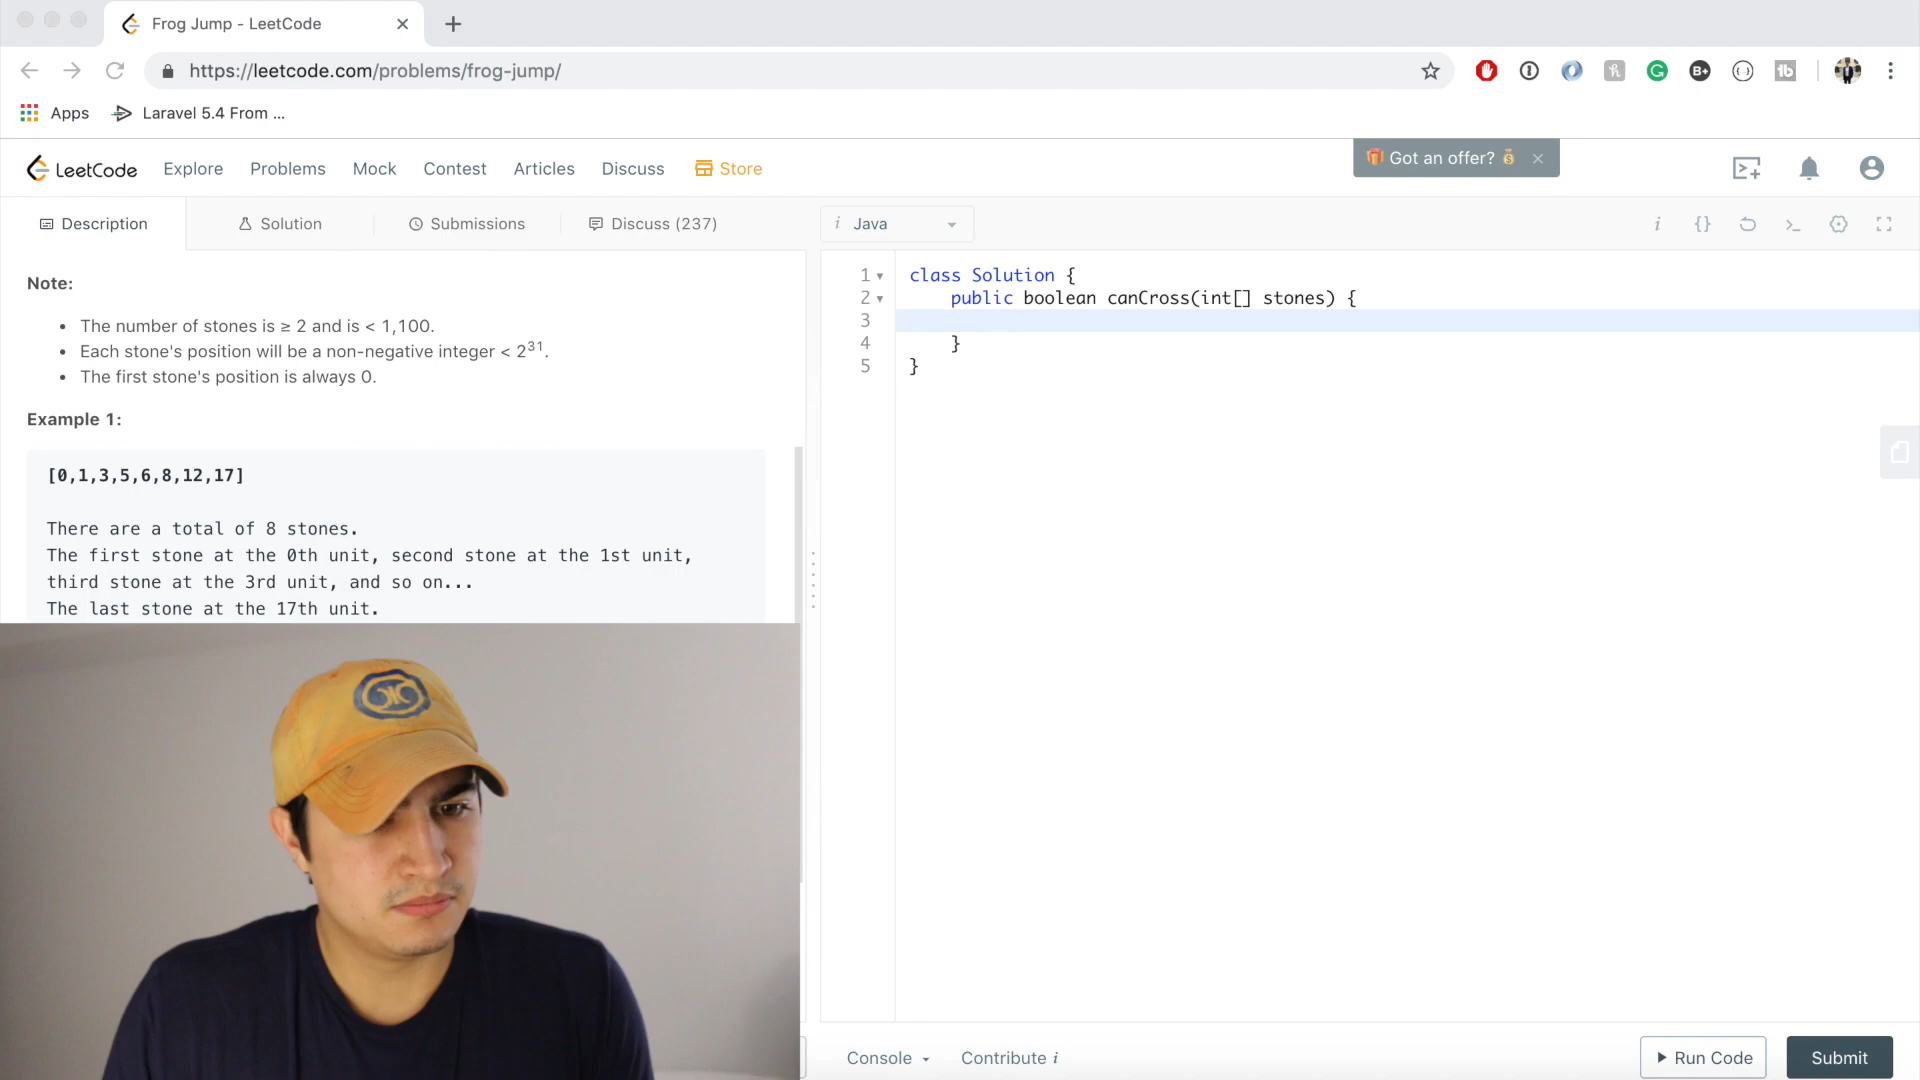 Frog Jump - LeetCode
https://leetcode.com/problems/frog-jump/
Apps
Laravel 5.4 From ...
LeetCode
Explore
Problems
Mock
Contest
Articles
Discuss
Store
Got an offer?
Description
Solution
Submissions
Discuss (237)
i Java
Note:
The number of stones is ≥ 2 and is < 1,100.
Each stone's position will be a non-negative integer < 2³¹.
The first stone's position is always 0.
Example 1:
[0,1,3,5,6,8,12,17]
There are a total of 8 stones.
The first stone at the 0th unit, second stone at the 1st unit,
third stone at the 3rd unit, and so on...
The last stone at the 17th unit.
1 class Solution {
2 public boolean canCross(int[] stones) {
3
4 }
5 }
Console
Contribute i
Run Code
Submit